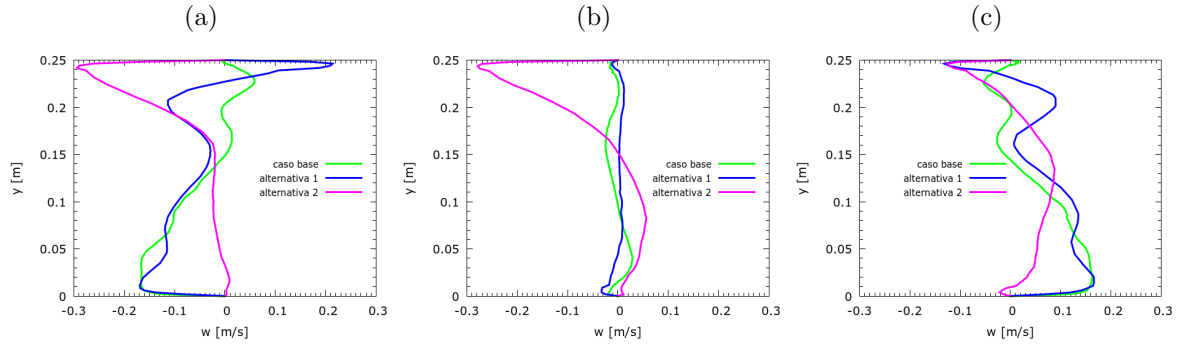 (a)
y [m]
0.25
0.2
0.15
0.1
0.05
0
caso base
alternativa 1
alternativa 2
-0.3 -0.2 -0.1 0 0.1 0.2 0.3
w [m/s]
(b)
y [m]
0.25
0.2
0.15
0.1
0.05
0
caso base
alternativa 1
alternativa 2
-0.3 -0.2 -0.1 0 0.1 0.2 0.3
w [m/s]
(c)
y [m]
0.25
0.2
0.15
0.1
0.05
0
caso base
alternativa 1
alternativa 2
-0.3 -0.2 -0.1 0 0.1 0.2 0.3
w [m/s]